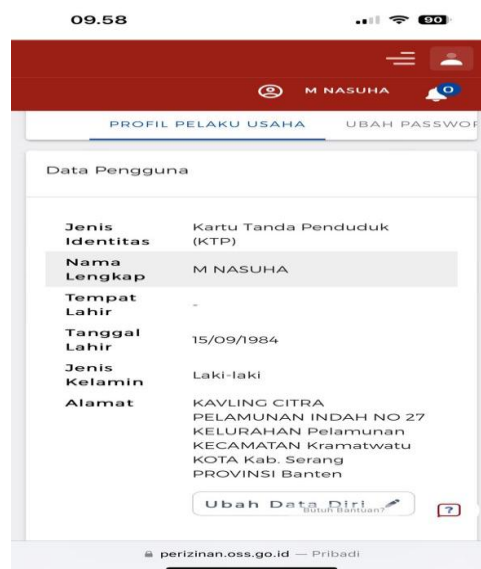 09.58
90
M NASUHA
0
PROFIL PELAKU USAHA UBAH PASSWOR
Data Pengguna
Jenis Identitas Kartu Tanda Penduduk (KTP)
Nama Lengkap M NASUHA
Tempat Lahir -
Tanggal Lahir 15/09/1984
Jenis Kelamin Laki-laki
Alamat KAVLING CITRA
PELAMUNAN INDAH NO 27
KELURAHAN Pelamunan
KECAMATAN Kramatwatu
KOTA Kab. Serang
PROVINSI Banten
Ubah Data Diri
Butuh Bantuan?
?
perizinan.oss.go.id — Pribadi